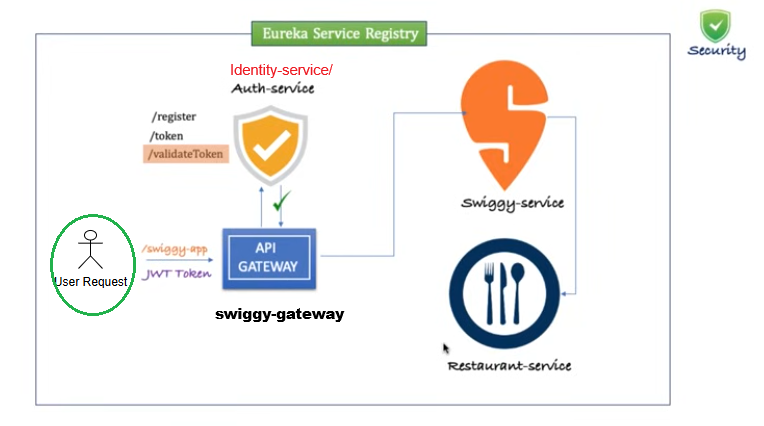 Eureka Service Registry
Security
Identity-service/
Auth-service
/register
/token
/validateToken
Swiggy-service
/swiggy-app
JWT Token
User Request
API
GATEWAY
swiggy-gateway
Restaurant-service